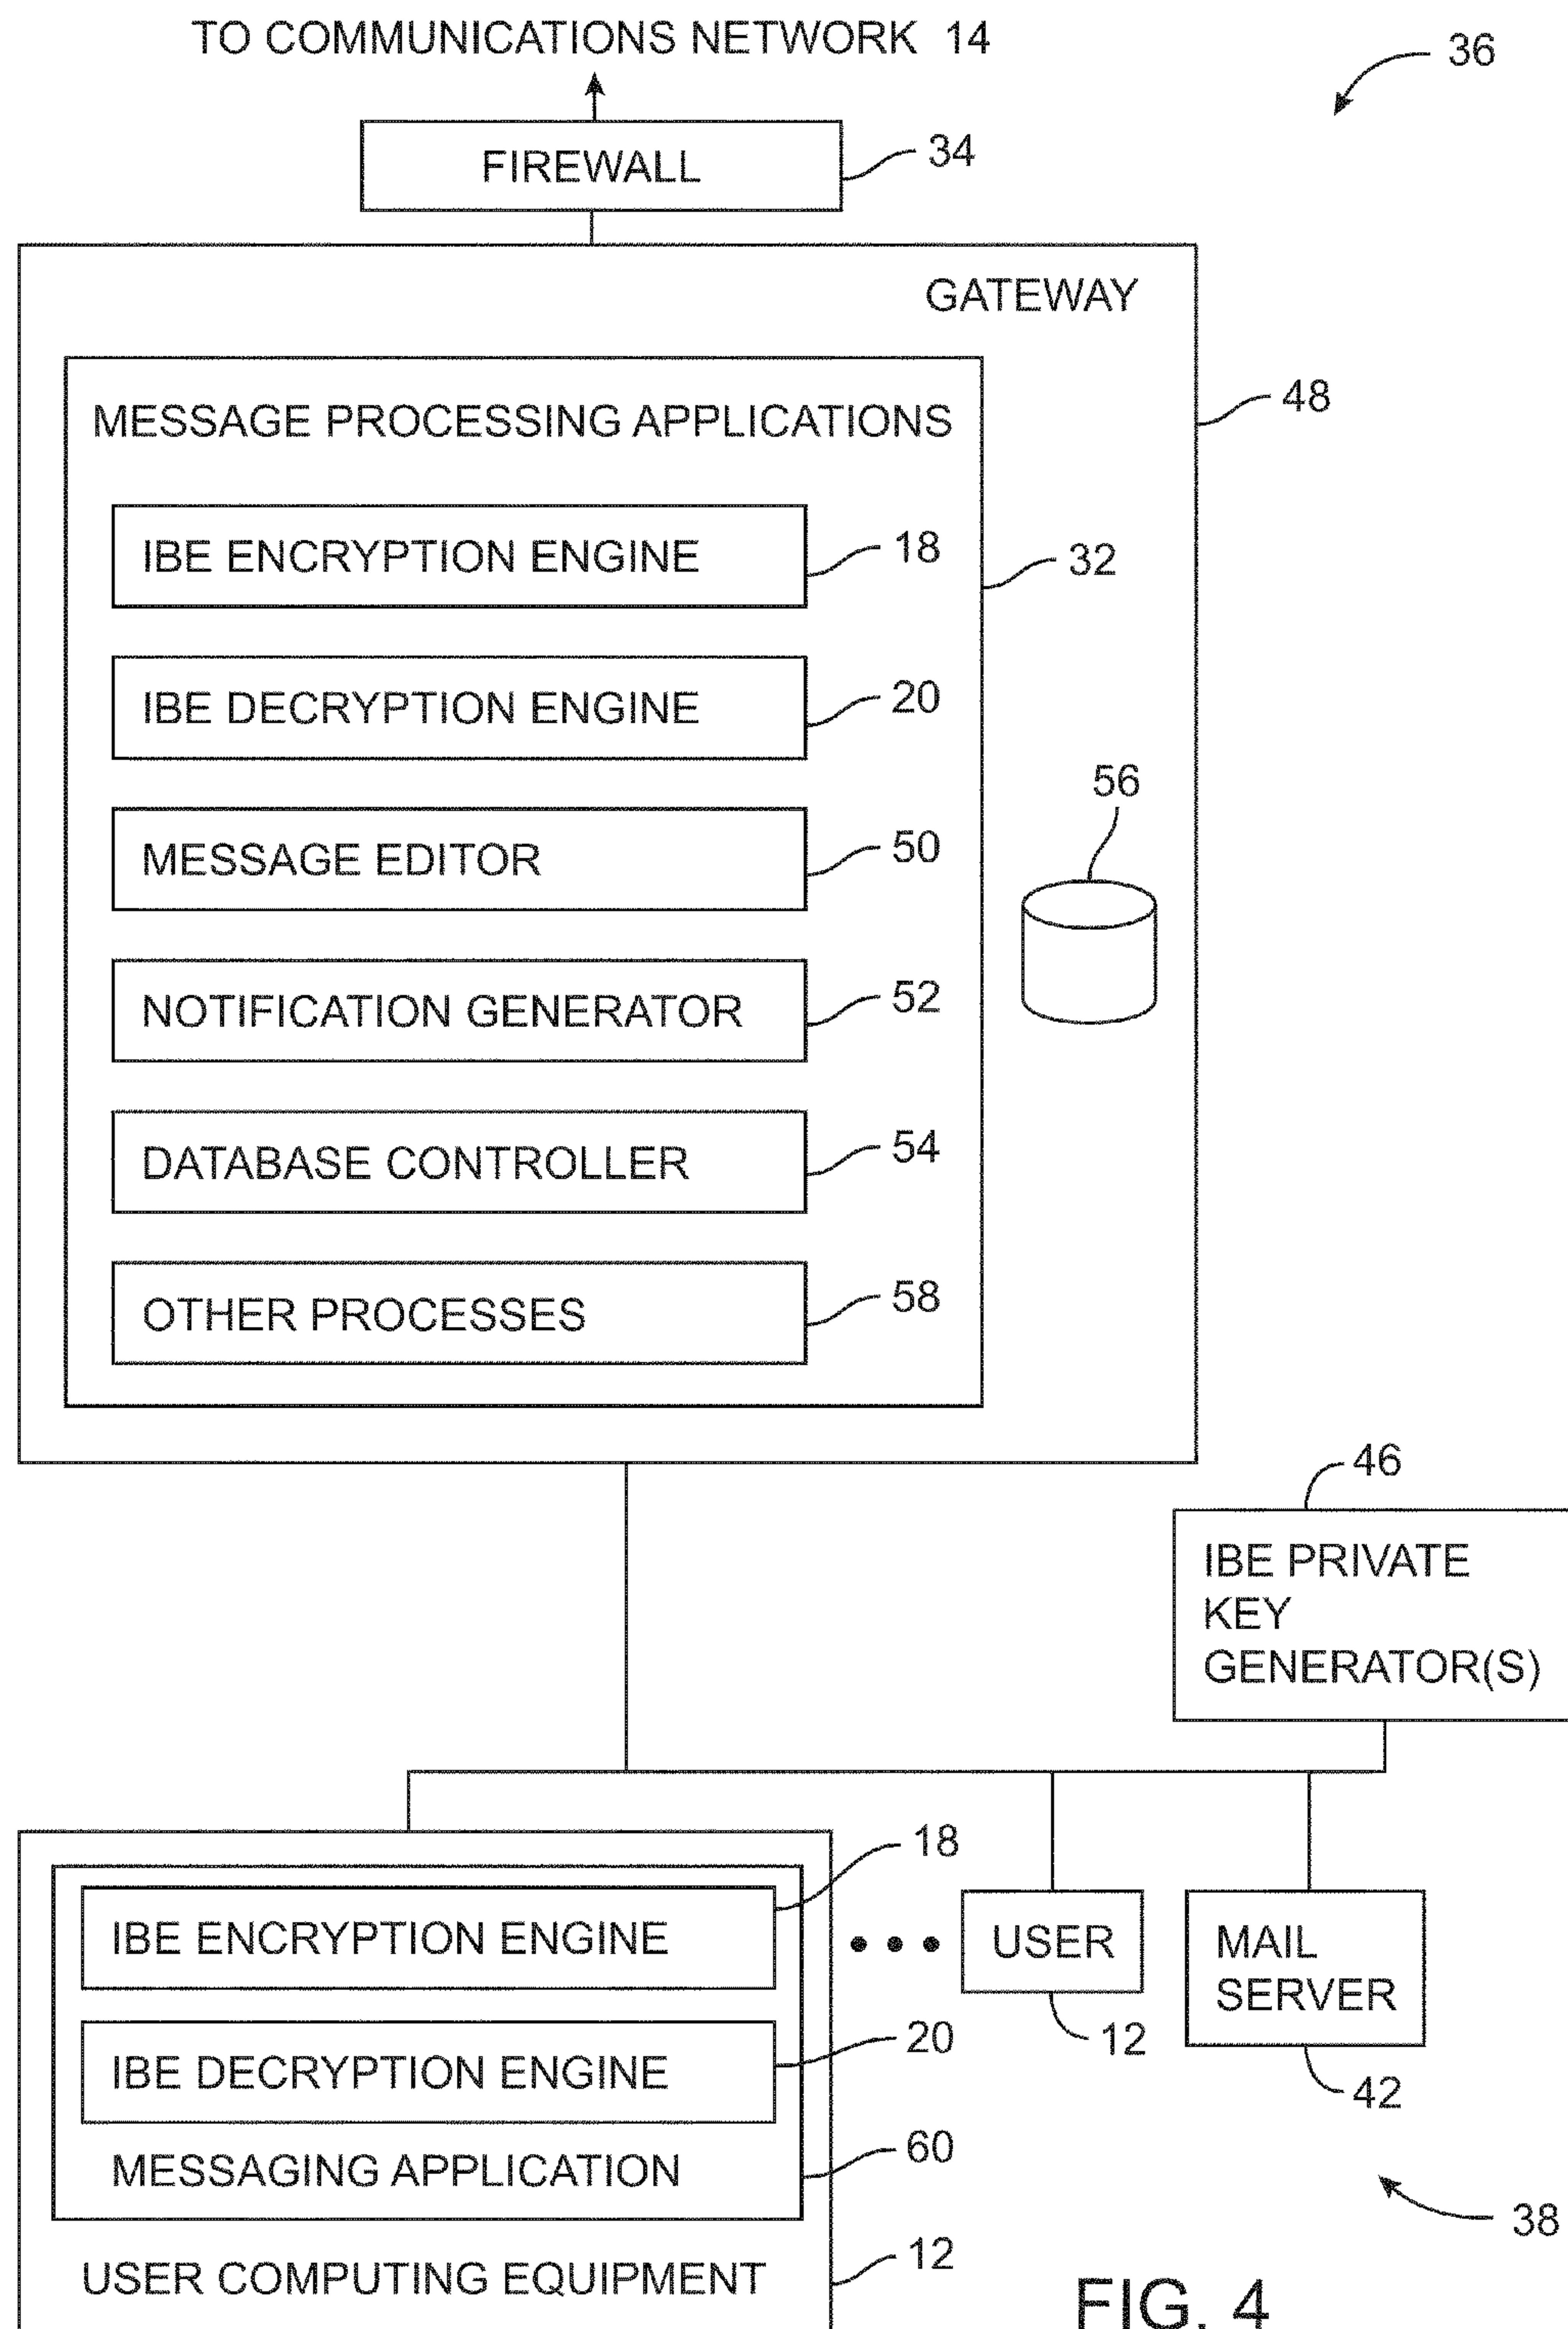 TO COMMUNICATIONS NETWORK 14
36
FIREWALL
34
GATEWAY
48
MESSAGE PROCESSING APPLICATIONS
IBE ENCRYPTION ENGINE
18
32
IBE DECRYPTION ENGINE
20
56
MESSAGE EDITOR
50
NOTIFICATION GENERATOR
52
DATABASE CONTROLLER
54
OTHER PROCESSES
58
46
IBE PRIVATE
KEY
GENERATOR(S)
18
IBE ENCRYPTION ENGINE
USER
12
MAIL
SERVER
42
IBE DECRYPTION ENGINE
20
MESSAGING APPLICATION
60
38
USER COMPUTING EQUIPMENT
12
FIG. 4